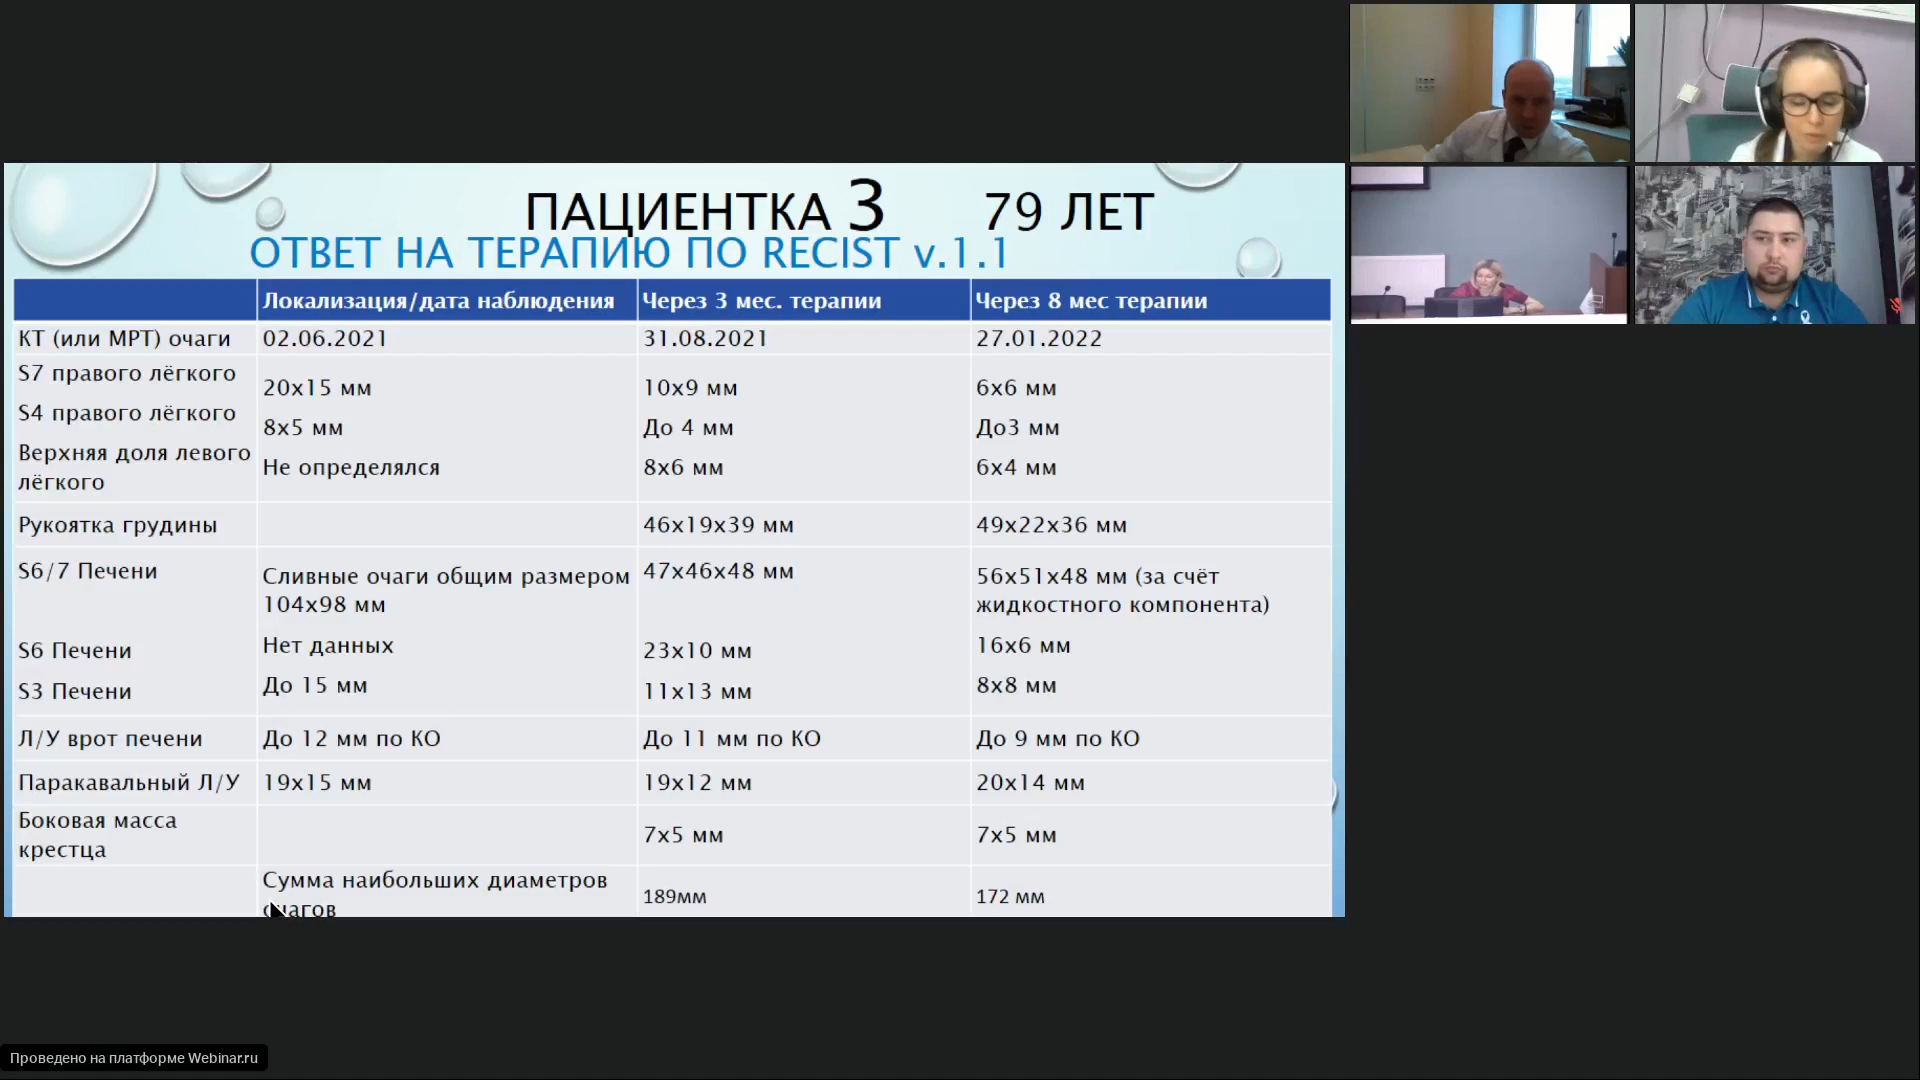 ПАЦИЕНТКА 3 79 ЛЕТ
ОТВЕТ НА ТЕРАПИЮ ПО RECIST v.1.1
Локализация/дата наблюдения Через 3 мес. терапии Через 8 мес терапии
КТ (или МРТ) очаги 02.06.2021 31.08.2021 27.01.2022
S7 правого лёгкого 20х15 мм 10х9 мм 6х6 мм
S4 правого лёгкого 8х5 мм До 4 мм До3 мм
Верхняя доля левого Не определялся 8х6 мм 6х4 мм
лёгкого
Рукоятка грудины 46х19х39 мм 49х22х36 мм
S6/7 Печени Сливные очаги общим размером 47х46х48 мм 56х51х48 мм (за счёт
104х98 мм жидкостного компонента)
S6 Печени Нет данных 23х10 мм 16х6 мм
S3 Печени До 15 мм 11х13 мм 8х8 мм
Л/У врот печени До 12 мм по КО До 11 мм по КО До 9 мм по КО
Паракавальный Л/У 19х15 мм 19х12 мм 20х14 мм
Боковая масса 7х5 мм 7х5 мм
крестца
Сумма наибольших диаметров 189мм 172 мм
очагов
Проведено на платформе Webinar.ru